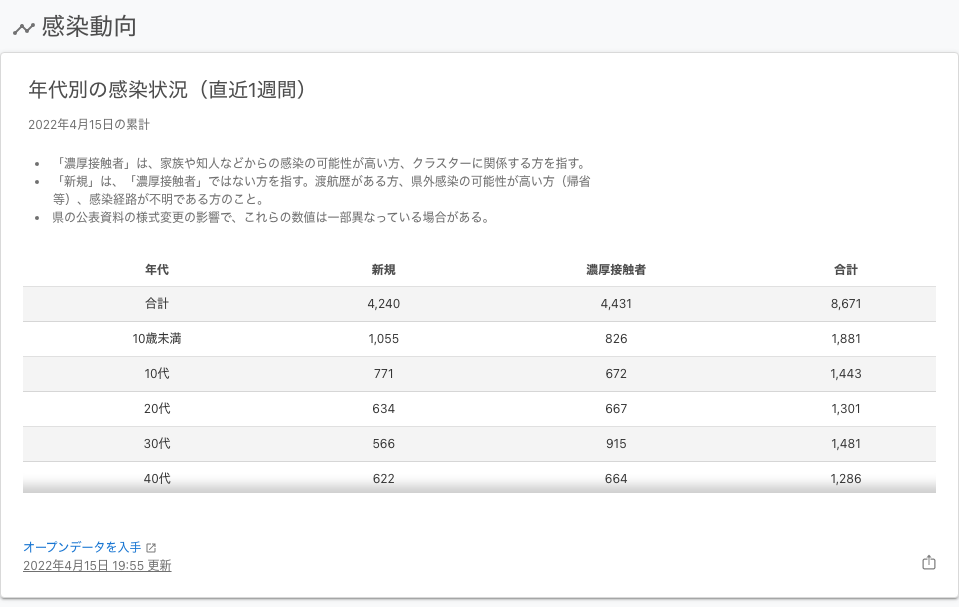 感染動向
年代別の感染状況（直近1週間）
2022年4月15日の累計
• 「濃厚接触者」は、家族や知人などからの感染の可能性が高い方、クラスターに関係する方を指す。
• 「新規」は、「濃厚接触者」ではない方を指す。渡航歴がある方、県外感染の可能性が高い方（帰省
等）、感染経路が不明である方のこと。
• 県の公表資料の様式変更の影響で、これらの数値は一部異なっている場合がある。
年代 新規 濃厚接触者 合計
合計 4,240 4,431 8,671
10歳未満 1,055 826 1,881
10代 771 672 1,443
20代 634 667 1,301
30代 566 915 1,481
40代 622 664 1,286
オープンデータを入手
2022年4月15日 19:55 更新